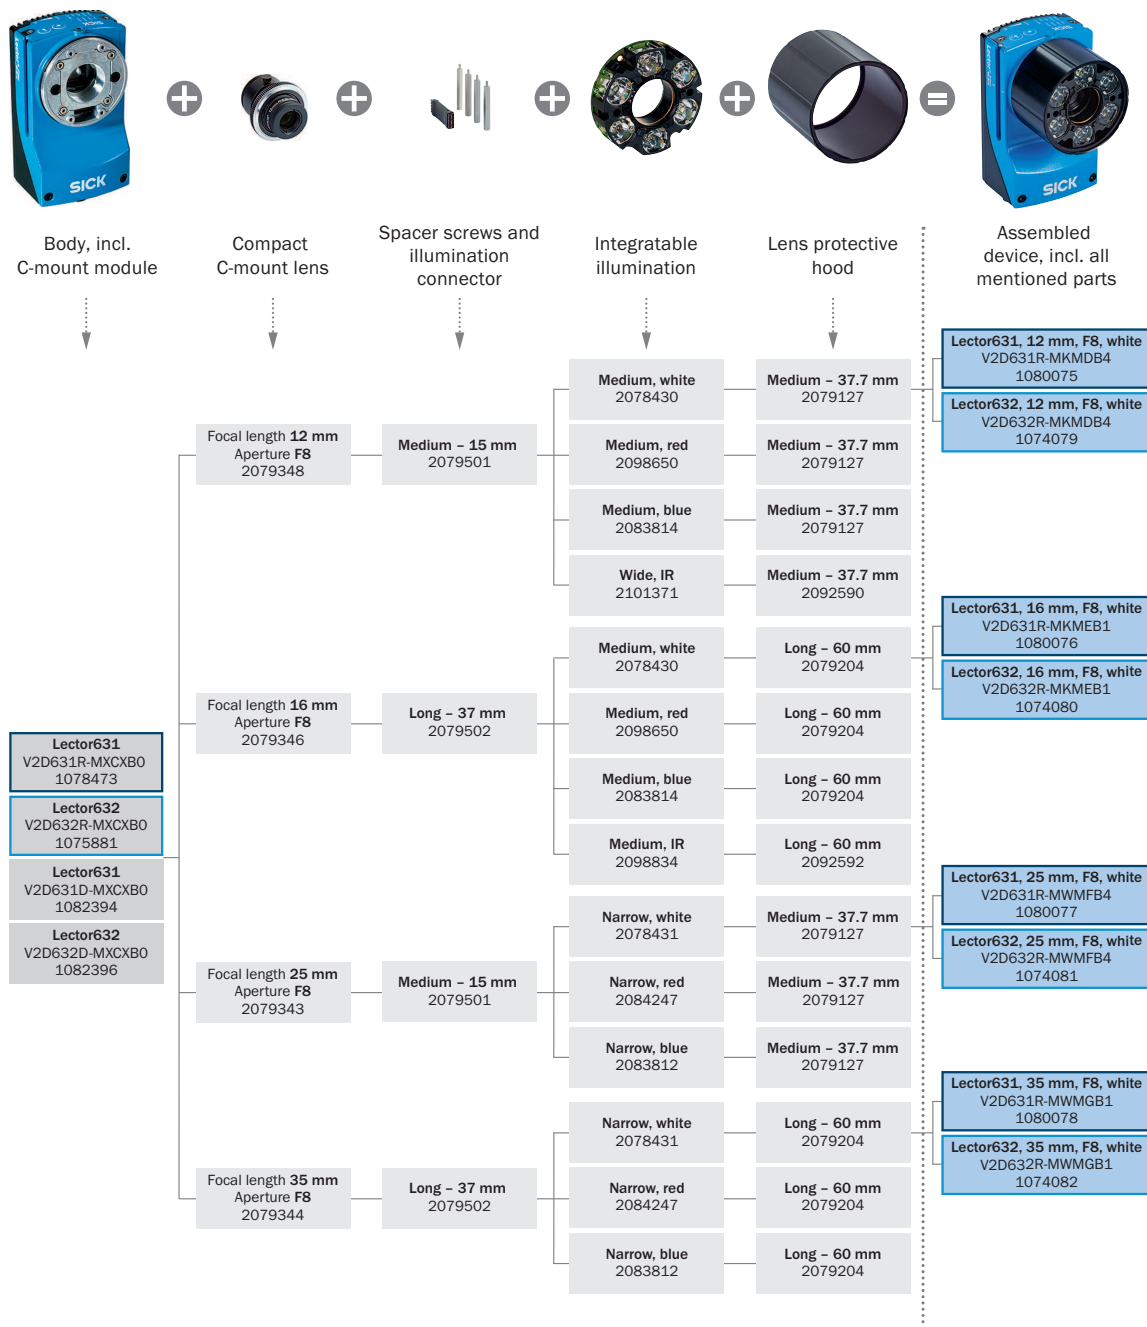 SICK
Lector
SICK
SICK
Body, incl.
C-mount module
Compact
C-mount lens
Spacer screws and
illumination
connector
Integratable
illumination
Lens protective
hood
Assembled
device, incl. all
mentioned parts
Lector631
V2D631R-MXCXB0
1078473
Lector632
V2D632R-MXCXB0
1075881
Lector631
V2D631D-MXCXB0
1082394
Lector632
V2D632D-MXCXB0
1082396
Focal length 12 mm
Aperture F8
2079348
Medium – 15 mm
2079501
Medium, white
2078430
Medium – 37.7 mm
2079127
Medium, red
2098650
Medium – 37.7 mm
2079127
Medium, blue
2083814
Medium – 37.7 mm
2079127
Wide, IR
2101371
Medium – 37.7 mm
2092590
Lector631, 12 mm, F8, white
V2D631R-MKMDB4
1080075
Lector632, 12 mm, F8, white
V2D632R-MKMDB4
1074079
Focal length 16 mm
Aperture F8
2079346
Long – 37 mm
2079502
Medium, white
2078430
Long – 60 mm
2079204
Medium, red
2098650
Long – 60 mm
2079204
Medium, blue
2083814
Long – 60 mm
2079204
Medium, IR
2098834
Long – 60 mm
2092592
Lector631, 16 mm, F8, white
V2D631R-MKMEB1
1080076
Lector632, 16 mm, F8, white
V2D632R-MKMEB1
1074080
Focal length 25 mm
Aperture F8
2079343
Medium – 15 mm
2079501
Narrow, white
2078431
Medium – 37.7 mm
2079127
Narrow, red
2084247
Medium – 37.7 mm
2079127
Narrow, blue
2083812
Medium – 37.7 mm
2079127
Lector631, 25 mm, F8, white
V2D631R-MWMFB4
1080077
Lector632, 25 mm, F8, white
V2D632R-MWMFB4
1074081
Focal length 35 mm
Aperture F8
2079344
Long – 37 mm
2079502
Narrow, white
2078431
Long – 60 mm
2079204
Narrow, red
2084247
Long – 60 mm
2079204
Narrow, blue
2083812
Long – 60 mm
2079204
Lector631, 35 mm, F8, white
V2D631R-MWMGB1
1080078
Lector632, 35 mm, F8, white
V2D632R-MWMGB1
1074082